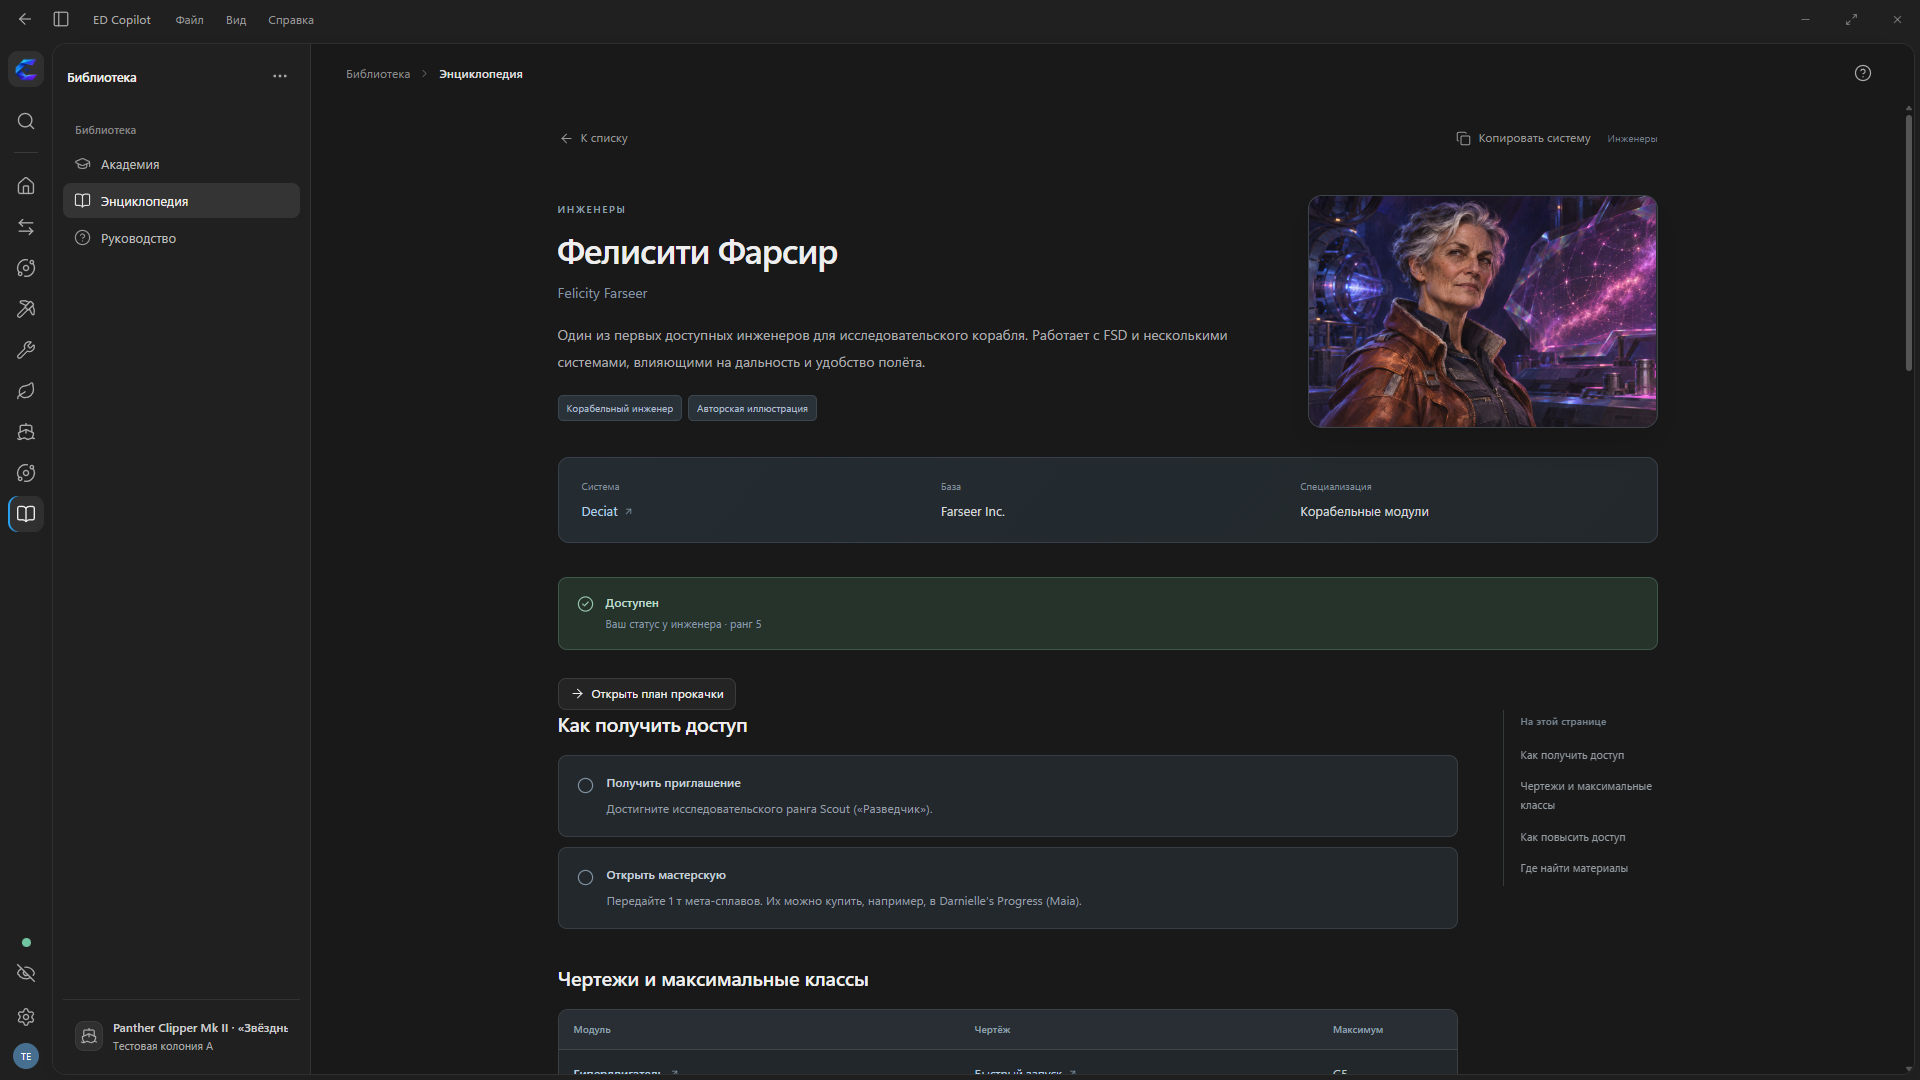 ED Copilot
Файл
Вид
Справка
Библиотека
Библиотека
Академия
Энциклопедия
Руководство
Библиотека
Энциклопедия
К списку
Копировать систему
Инженеры
ИНЖЕНЕРЫ
Фелисити Фарсир
Felicity Farseer
Один из первых доступных инженеров для исследовательского корабля. Работает с FSD и несколькими
системами, влияющими на дальность и удобство полёта.
Корабельный инженер
Авторская иллюстрация
Система
Deciat
База
Farseer Inc.
Специализация
Корабельные модули
Доступен
Ваш статус у инженера · ранг 5
Открыть план прокачки
Как получить доступ
Получить приглашение
Достигните исследовательского ранга Scout («Разведчик»).
Открыть мастерскую
Передайте 1 т мета-сплавов. Их можно купить, например, в Darnielle's Progress (Maia).
Чертежи и максимальные классы
Модуль
Чертёж
Максимум
Гипердвигатель
Быстрый запуск
G5
На этой странице
Как получить доступ
Чертежи и максимальные
классы
Как повысить доступ
Где найти материалы
Panther Clipper Mk II · «Звёздны
Тестовая колония А
TE